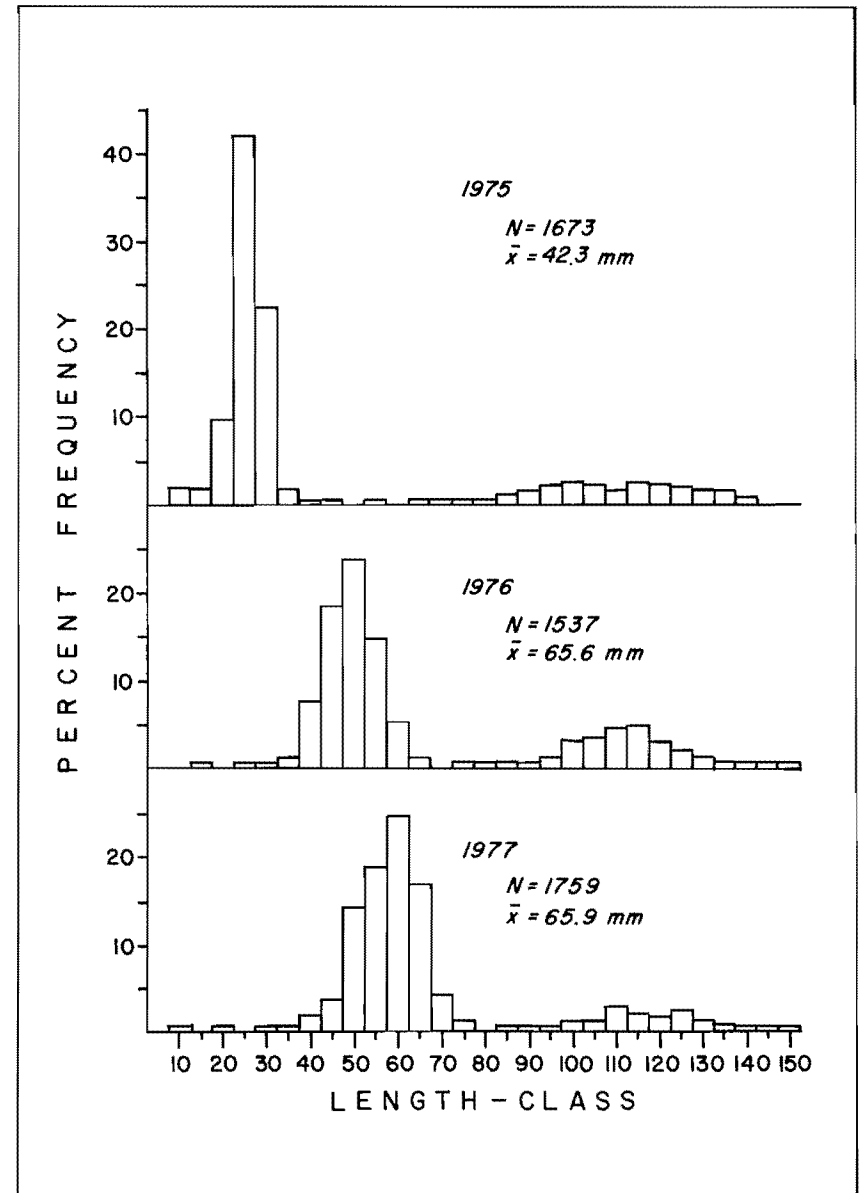 PERCENT FREQUENCY
40
30
20
10
1975
N = 1673
x̄ = 42.3 mm
20
10
1976
N = 1537
x̄ = 65.6 mm
20
10
1977
N = 1759
x̄ = 65.9 mm
10 20 30 40 50 60 70 80 90 100 110 120 130 140 150
LENGTH-CLASS